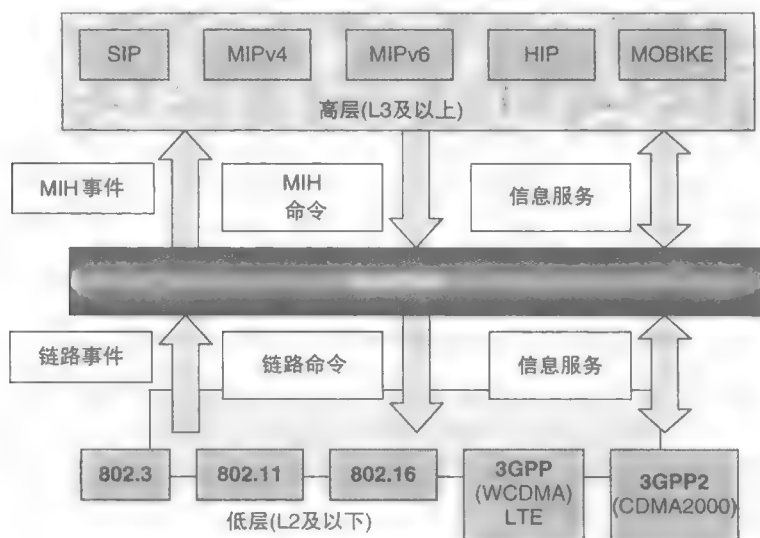 SIP
MIPv4
MIPv6
HIP
MOBIKE
高层(L3及以上)
MIH事件
MIH
命令
信息服务
链路事件
链路命令
信息服务
802.3
802.11
802.16
3GPP
(WCDMA)
LTE
3GPP2
(CDMA2000)
低层(L2及以下)